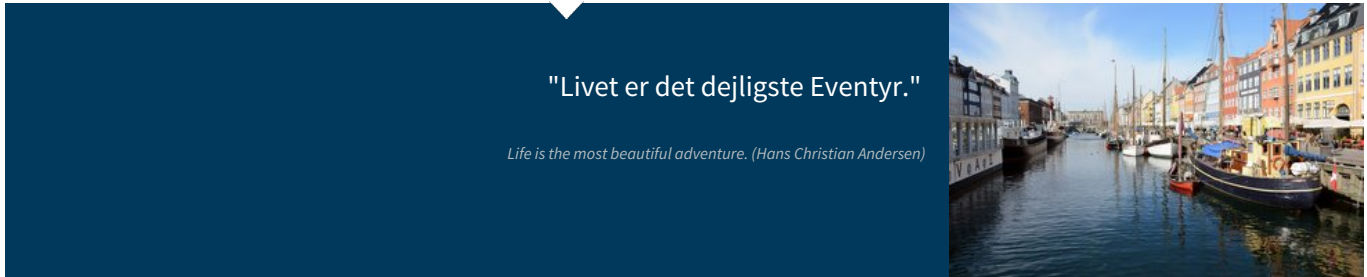 "Livet er det dejligste Eventyr."
Life is the most beautiful adventure. (Hans Christian Andersen)